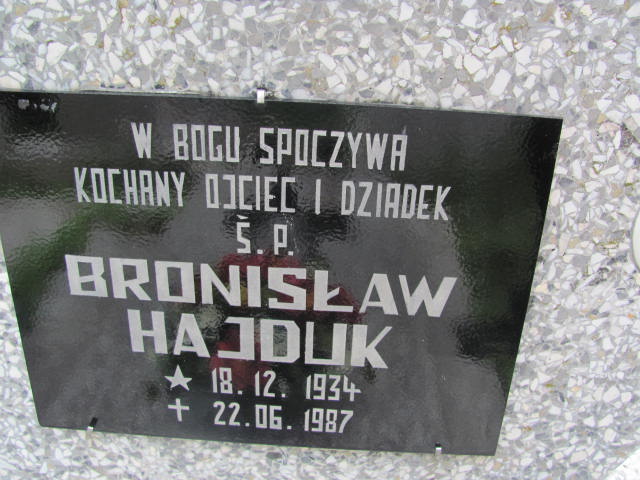 W BOGU SPOCZYWA
KOCHANY OJCIEC I DZIADEK
Ś. P.
BRONISŁAW
HAJDUK
★ 18. 12. 1934
✝ 22.06. 1987